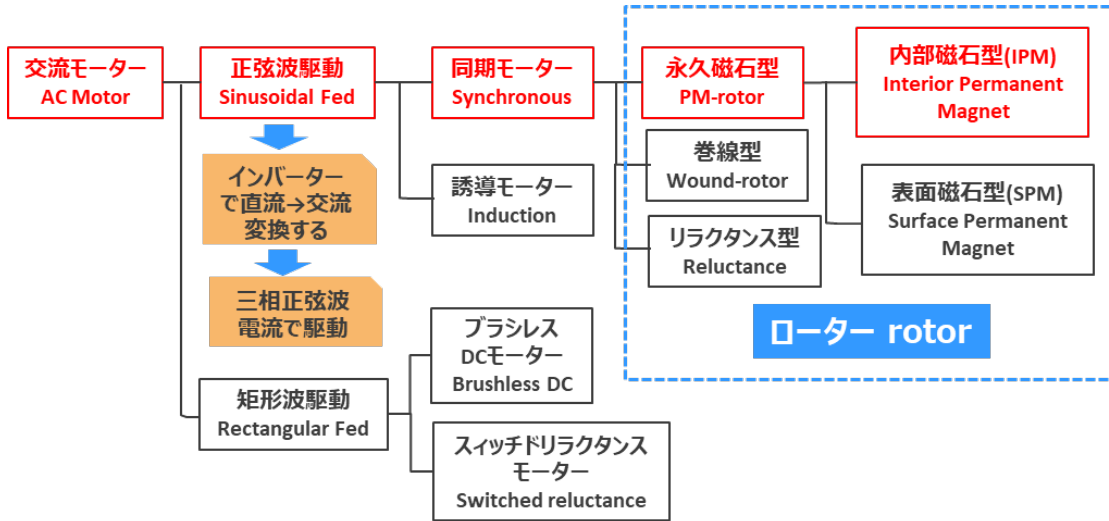 交流モーター
AC Motor
正弦波駆動
Sinusoidal Fed
同期モーター
Synchronous
永久磁石型
PM-rotor
内部磁石型(IPM)
Interior Permanent
Magnet
インバーター
で直流→交流
変換する
誘導モーター
Induction
巻線型
Wound-rotor
表面磁石型(SPM)
Surface Permanent
Magnet
リラクタンス型
Reluctance
三相正弦波
電流で駆動
ローター rotor
矩形波駆動
Rectangular Fed
ブラシレス
DCモーター
Brushless DC
スィッチドリラクタンス
モーター
Switched reluctance